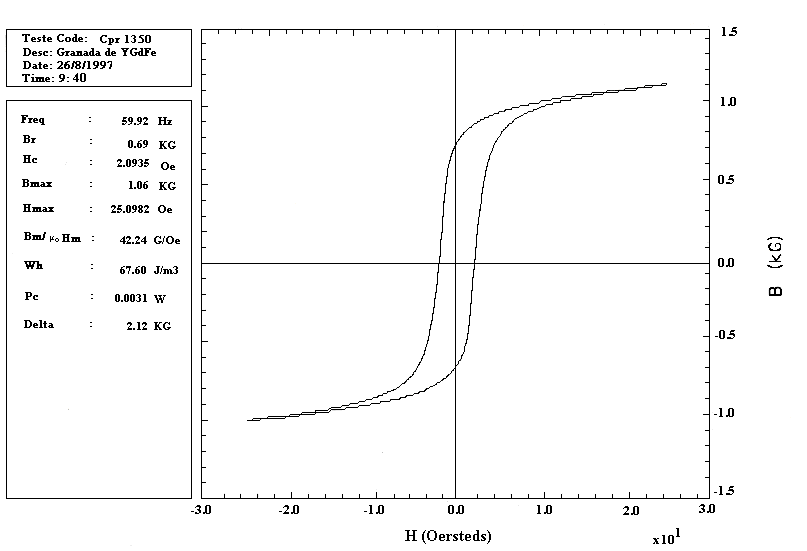 Teste Code: Cpr 1350
Desc: Granada de YGdFe
Date: 26/8/1997
Time: 9:40
Freq : 59.92 Hz
Br : 0.69 KG
Hc : 2.0935 Oe
Bmax : 1.06 KG
Hmax : 25.0982 Oe
Bm/ μo Hm : 42.24 G/Oe
Wh : 67.60 J/m3
Pc : 0.0031 W
Delta : 2.12 KG
1.5
1.0
0.5
0.0
-0.5
-1.0
-1.5
B (kG)
-3.0 -2.0 -1.0 0.0 1.0 2.0 3.0
H (Oersteds) x10¹